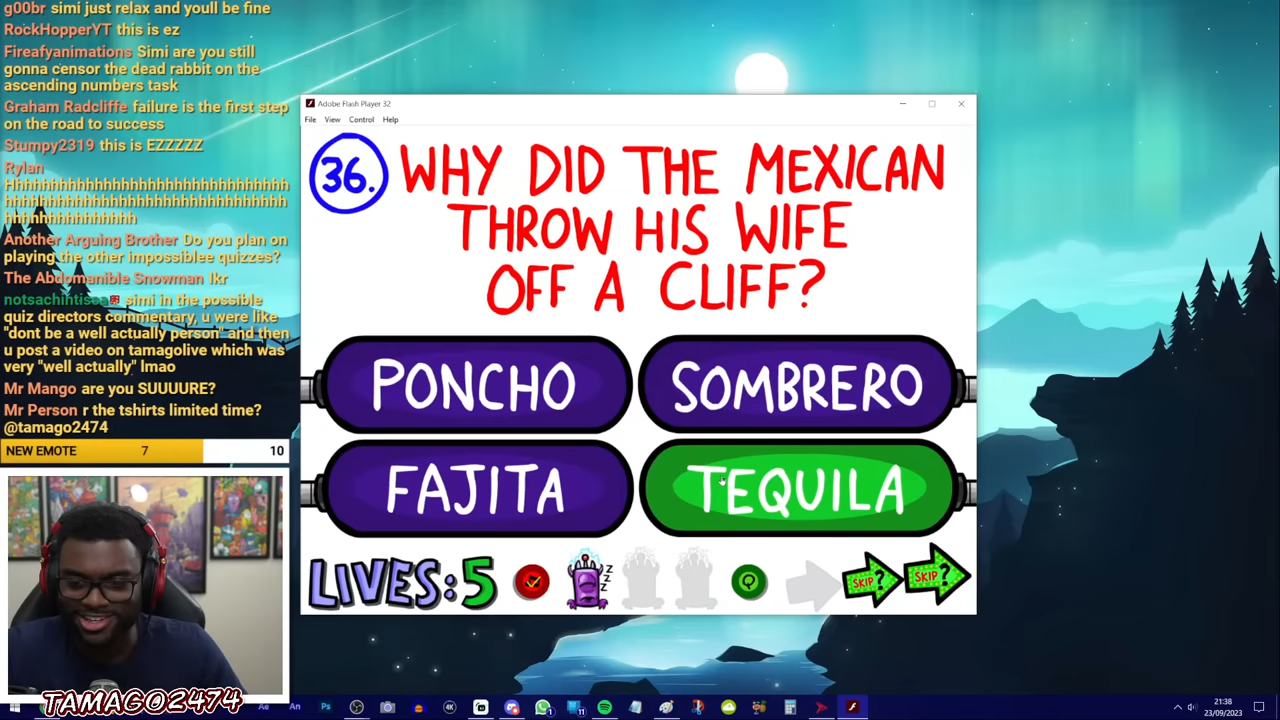 g00br simi just relax and youll be fine
RockHopperYT this is ez
Fireafyanimations Simi are you still
gonna censor the dead rabbit on the
ascending numbers task
Graham Radcliffe failure is the first step
on the road to success
Stumpy2319 this is EZZZZZ
Rylan
Another Arguing Brother Do you plan on
playing the other impossiblee quizzes?
The Abdomanible Snowman Ikr
notsachintissa simi in the possible
quiz directors commentary, u were like
"dont be a well actually person" and then
u post a video on tamagolive which was
very "well actually" lmao
Mr Mango are you SUUUURE?
Mr Person r the tshirts limited time?
@tamago2474
NEW EMOTE 7 10
TAMAGO2474
Adobe Flash Player 32
File View Control Help
36. WHY DID THE MEXICAN
THROW HIS WIFE
OFF A CLIFF?
PONCHO SOMBRERO
FAJITA TEQUILA
LIVES:5 Z Z Z SKIP? SKIP?
Ae An Ps 4K 1 11
21:38
23/09/2023